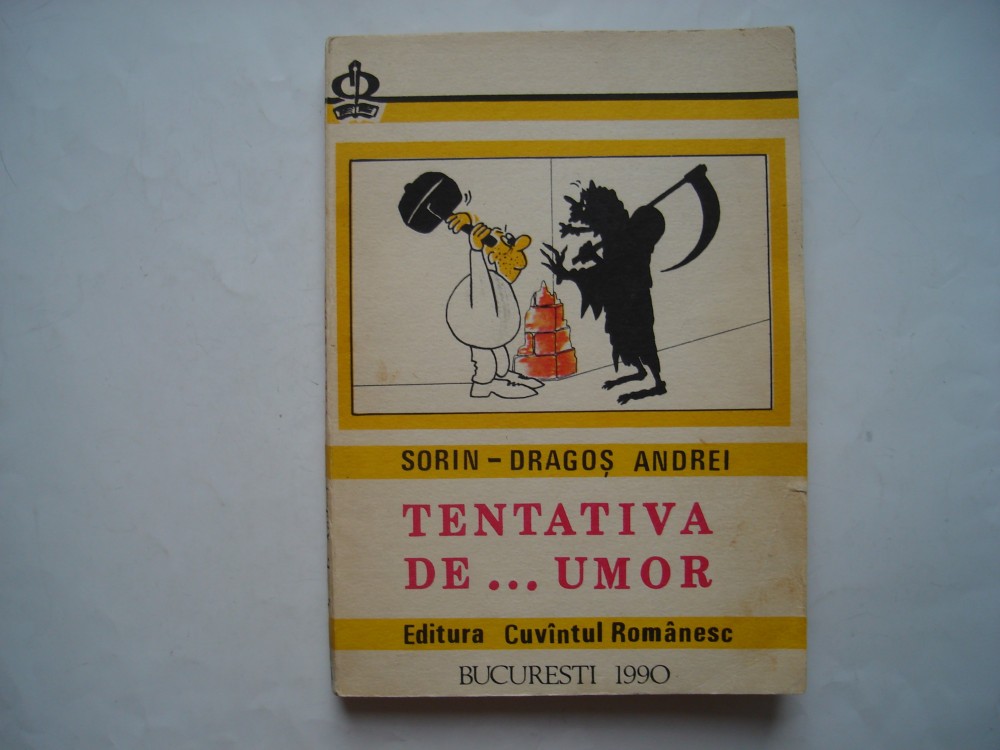 SORIN - DRAGOȘ ANDREI
TENTATIVA
DE ... UMOR
Editura Cuvîntul Românesc
BUCURESTI 1990